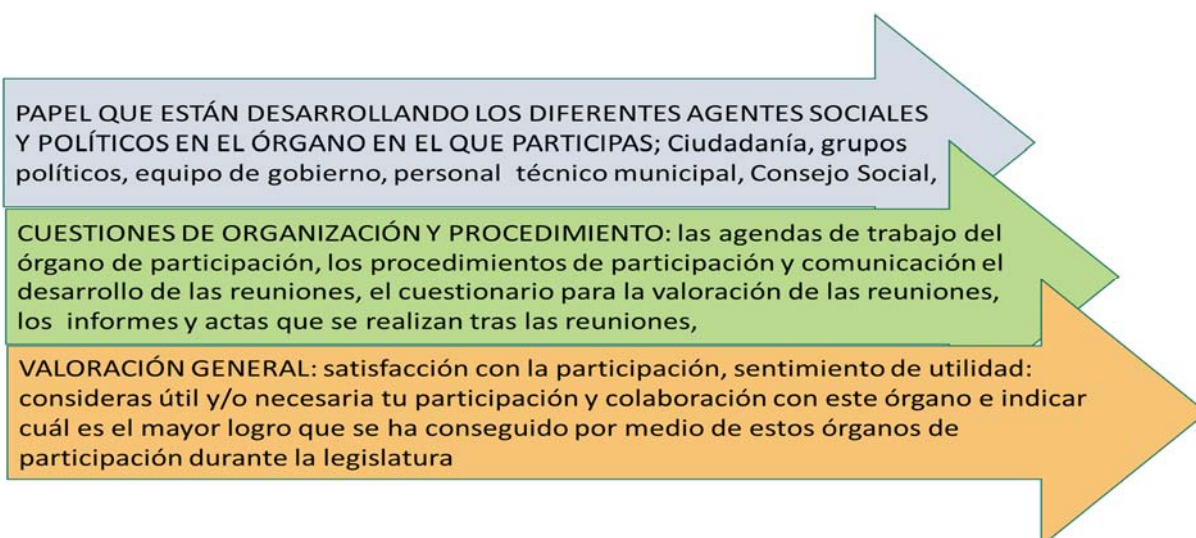 PAPEL QUE ESTÁN DESARROLLANDO LOS DIFERENTES AGENTES SOCIALES
Y POLÍTICOS EN EL ÓRGANO EN EL QUE PARTICIPAS; Ciudadanía, grupos
políticos, equipo de gobierno, personal técnico municipal, Consejo Social,
CUESTIONES DE ORGANIZACIÓN Y PROCEDIMIENTO: las agendas de trabajo del
órgano de participación, los procedimientos de participación y comunicación el
desarrollo de las reuniones, el cuestionario para la valoración de las reuniones,
los informes y actas que se realizan tras las reuniones,
VALORACIÓN GENERAL: satisfacción con la participación, sentimiento de utilidad:
consideras útil y/o necesaria tu participación y colaboración con este órgano e indicar
cuál es el mayor logro que se ha conseguido por medio de estos órganos de
participación durante la legislatura